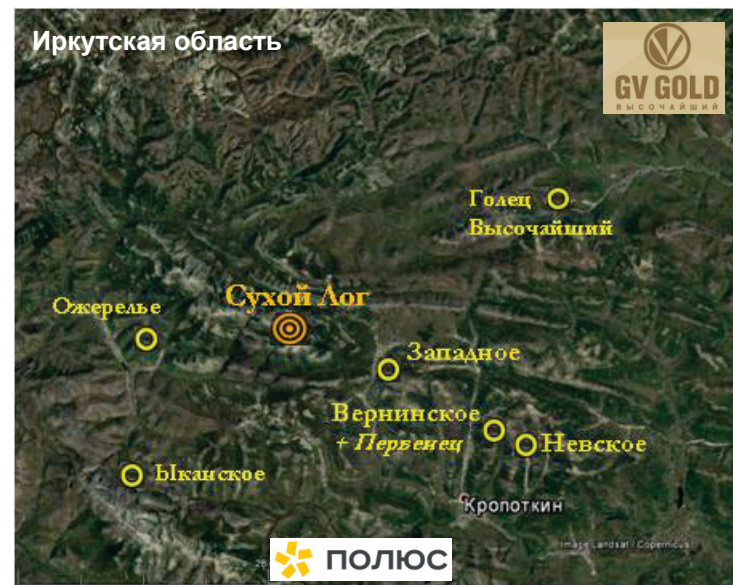 Иркутская область
GV GOLD
ВЫСОЧАЙШИЙ
Голец
Высочайший
Сухой Лог
Ожерелье
Западное
Вернинское
+ Первенец
Невское
Ыканское
Кропоткин
Image Landsat / Copernicus
ПОЛЮС